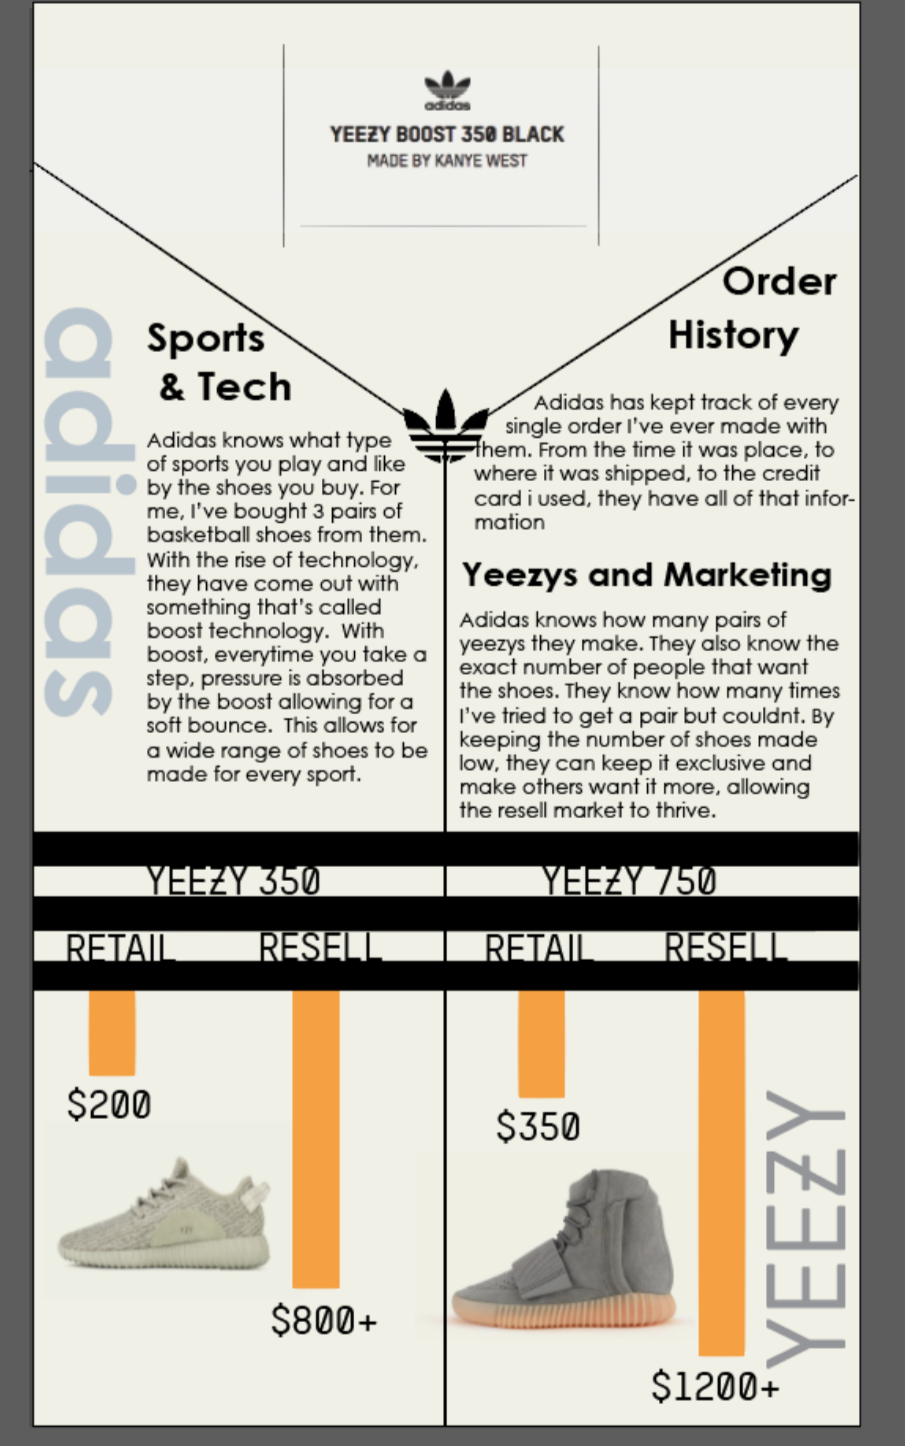 adidas
YEEZY BOOST 350 BLACK
MADE BY KANYE WEST
adidas
Sports
& Tech
Adidas knows what type
of sports you play and like
by the shoes you buy. For
me, I've bought 3 pairs of
basketball shoes from them.
With the rise of technology,
they have come out with
something that's called
boost technology.  With
boost, everytime you take a
step, pressure is absorbed
by the boost allowing for a
soft bounce.  This allows for
a wide range of shoes to be
made for every sport.
Order
History
Adidas has kept track of every
single order I've ever made with
them. From the time it was place, to
where it was shipped, to the credit
card i used, they have all of that infor-
mation
Yeezys and Marketing
Adidas knows how many pairs of
yeezys they make. They also know the
exact number of people that want
the shoes. They know how many times
I've tried to get a pair but couldnt. By
keeping the number of shoes made
low, they can keep it exclusive and
make others want it more, allowing
the resell market to thrive.
YEEZY 350
YEEZY 750
RETAIL RESELL
RETAIL RESELL
$200
$800+
$350
$1200+
YEEZY